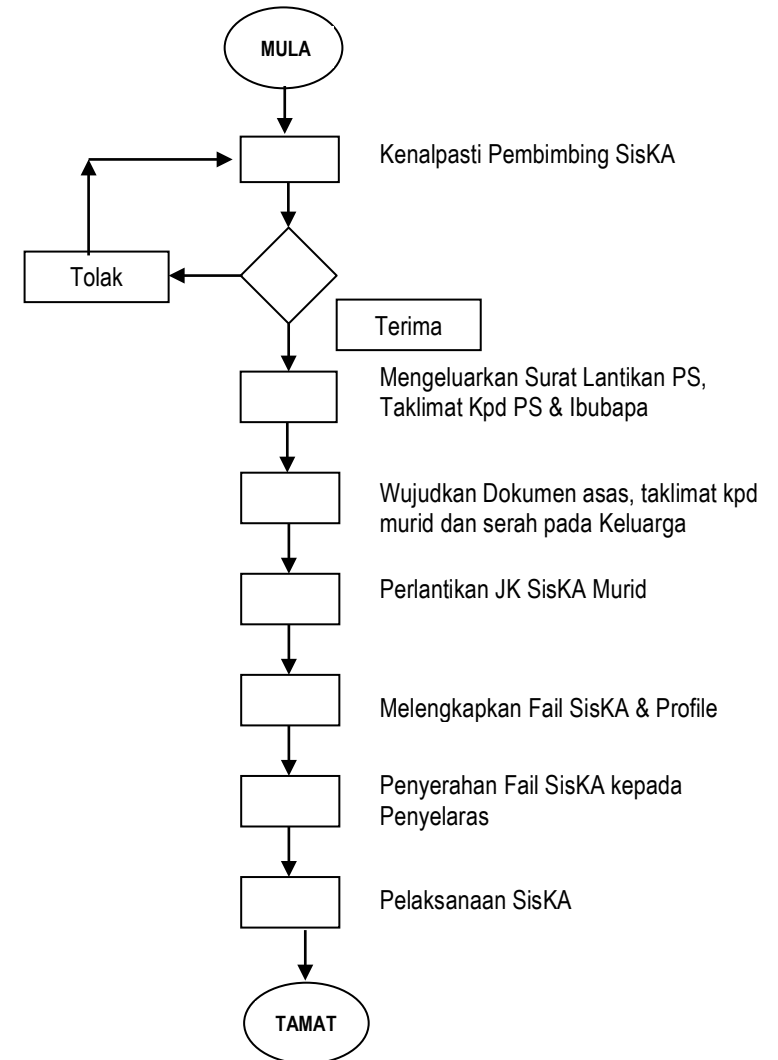 MULA
Kenalpasti Pembimbing SisKA
Tolak
Terima
Mengeluarkan Surat Lantikan PS,
Taklimat Kpd PS & Ibubapa
Wujudkan Dokumen asas, taklimat kpd
murid dan serah pada Keluarga
Perlantikan JK SisKA Murid
Melengkapkan Fail SisKA & Profile
Penyerahan Fail SisKA kepada
Penyelaras
Pelaksanaan SisKA
TAMAT